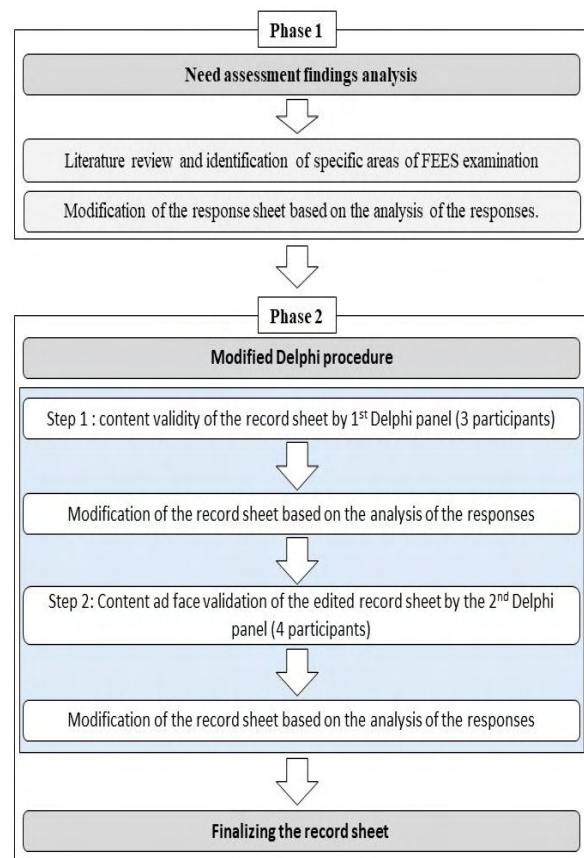 Phase 1
Need assessment findings analysis
Literature review and identification of specific areas of FEES examination
Modification of the response sheet based on the analysis of the responses.
Phase 2
Modified Delphi procedure
Step 1 : content validity of the record sheet by 1st Delphi panel (3 participants)
Modification of the record sheet based on the analysis of the responses
Step 2: Content ad face validation of the edited record sheet by the 2nd Delphi
panel (4 participants)
Modification of the record sheet based on the analysis of the responses
Finalizing the record sheet